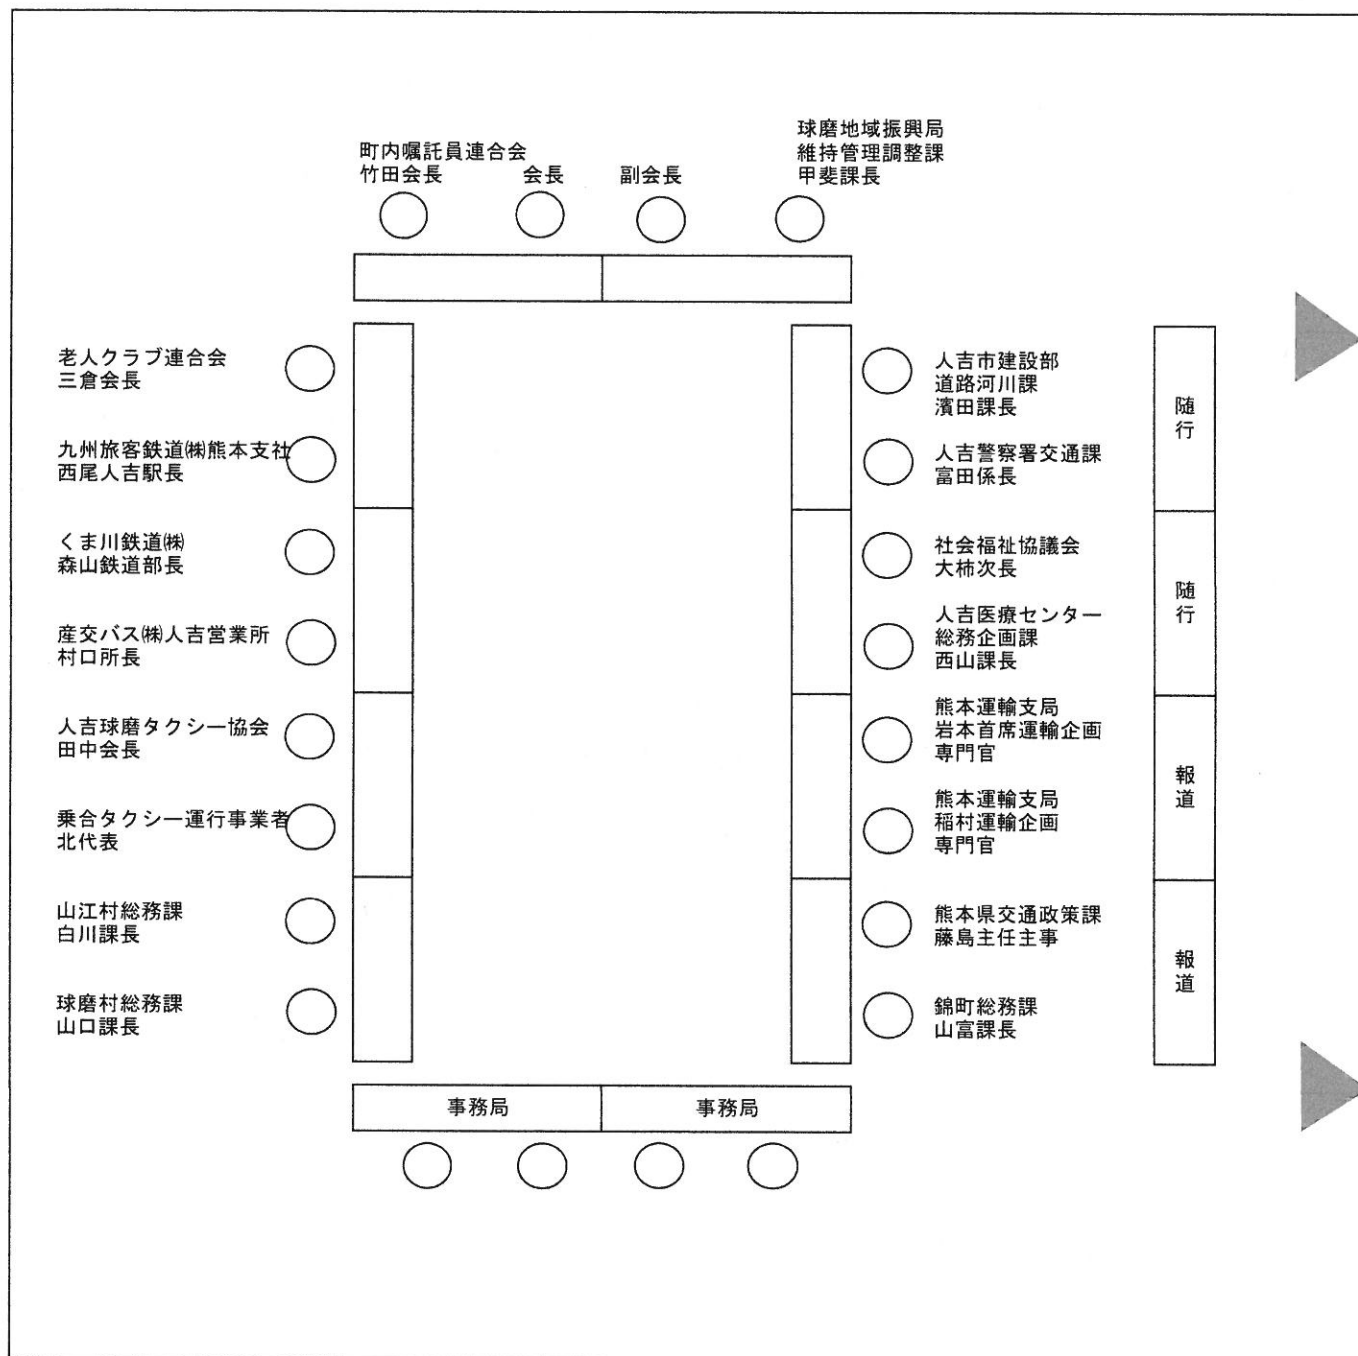 町内嘱託員連合会
竹田会長
会長
副会長
球磨地域振興局
維持管理調整課
甲斐課長
老人クラブ連合会
三倉会長
九州旅客鉄道㈱熊本支社
西尾人吉駅長
くま川鉄道㈱
森山鉄道部長
産交バス㈱人吉営業所
村口所長
人吉球磨タクシー協会
田中会長
乗合タクシー運行事業者
北代表
山江村総務課
白川課長
球磨村総務課
山口課長
人吉市建設部
道路河川課
濱田課長
人吉警察署交通課
富田係長
社会福祉協議会
大柿次長
人吉医療センター
総務企画課
西山課長
熊本運輸支局
岩本首席運輸企画
専門官
熊本運輸支局
稲村運輸企画
専門官
熊本県交通政策課
藤島主任主事
錦町総務課
山富課長
随行
随行
報道
報道
事務局
事務局